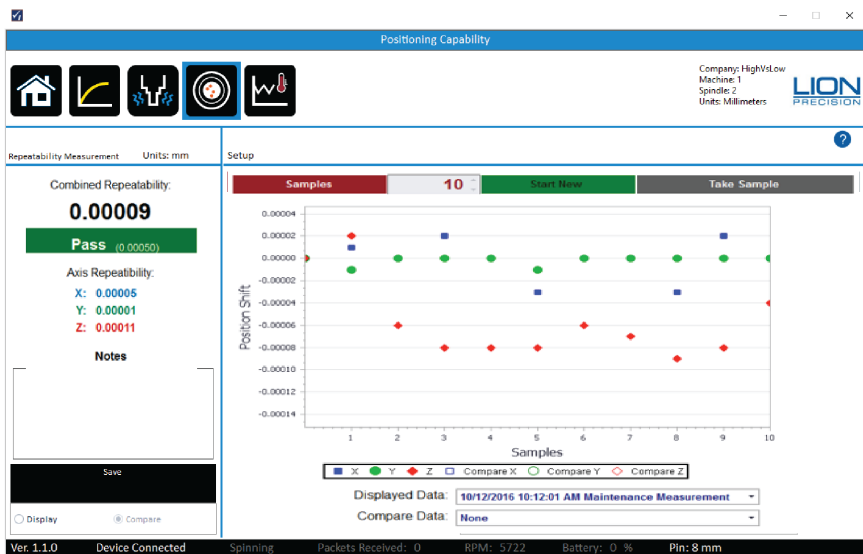 Positioning Capability
Company: HighVsLow
Machine: 1
Spindle: 2
Units: Millimeters
LION
PRECISION
?
Repeatability Measurement Units: mm
Setup
Combined Repeatability:
0.00009
Pass (0.00050)
Axis Repeatibility:
X: 0.00005
Y: 0.00001
Z: 0.00011
Notes
Save
Display Compare
Samples 10 Start New Take Sample
0.00004
0.00002
0.00000
-0.00002
-0.00004
-0.00006
-0.00008
-0.00010
-0.00012
-0.00014
Position Shift
1 2 3 4 5 6 7 8 9 10
Samples
X Y Z Compare X Compare Y Compare Z
Displayed Data: 10/12/2016 10:12:01 AM Maintenance Measurement
Compare Data: None
Ver. 1.1.0 Device Connected Spinning Packets Received: 0 RPM: 5722 Battery: 0 % Pin: 8 mm